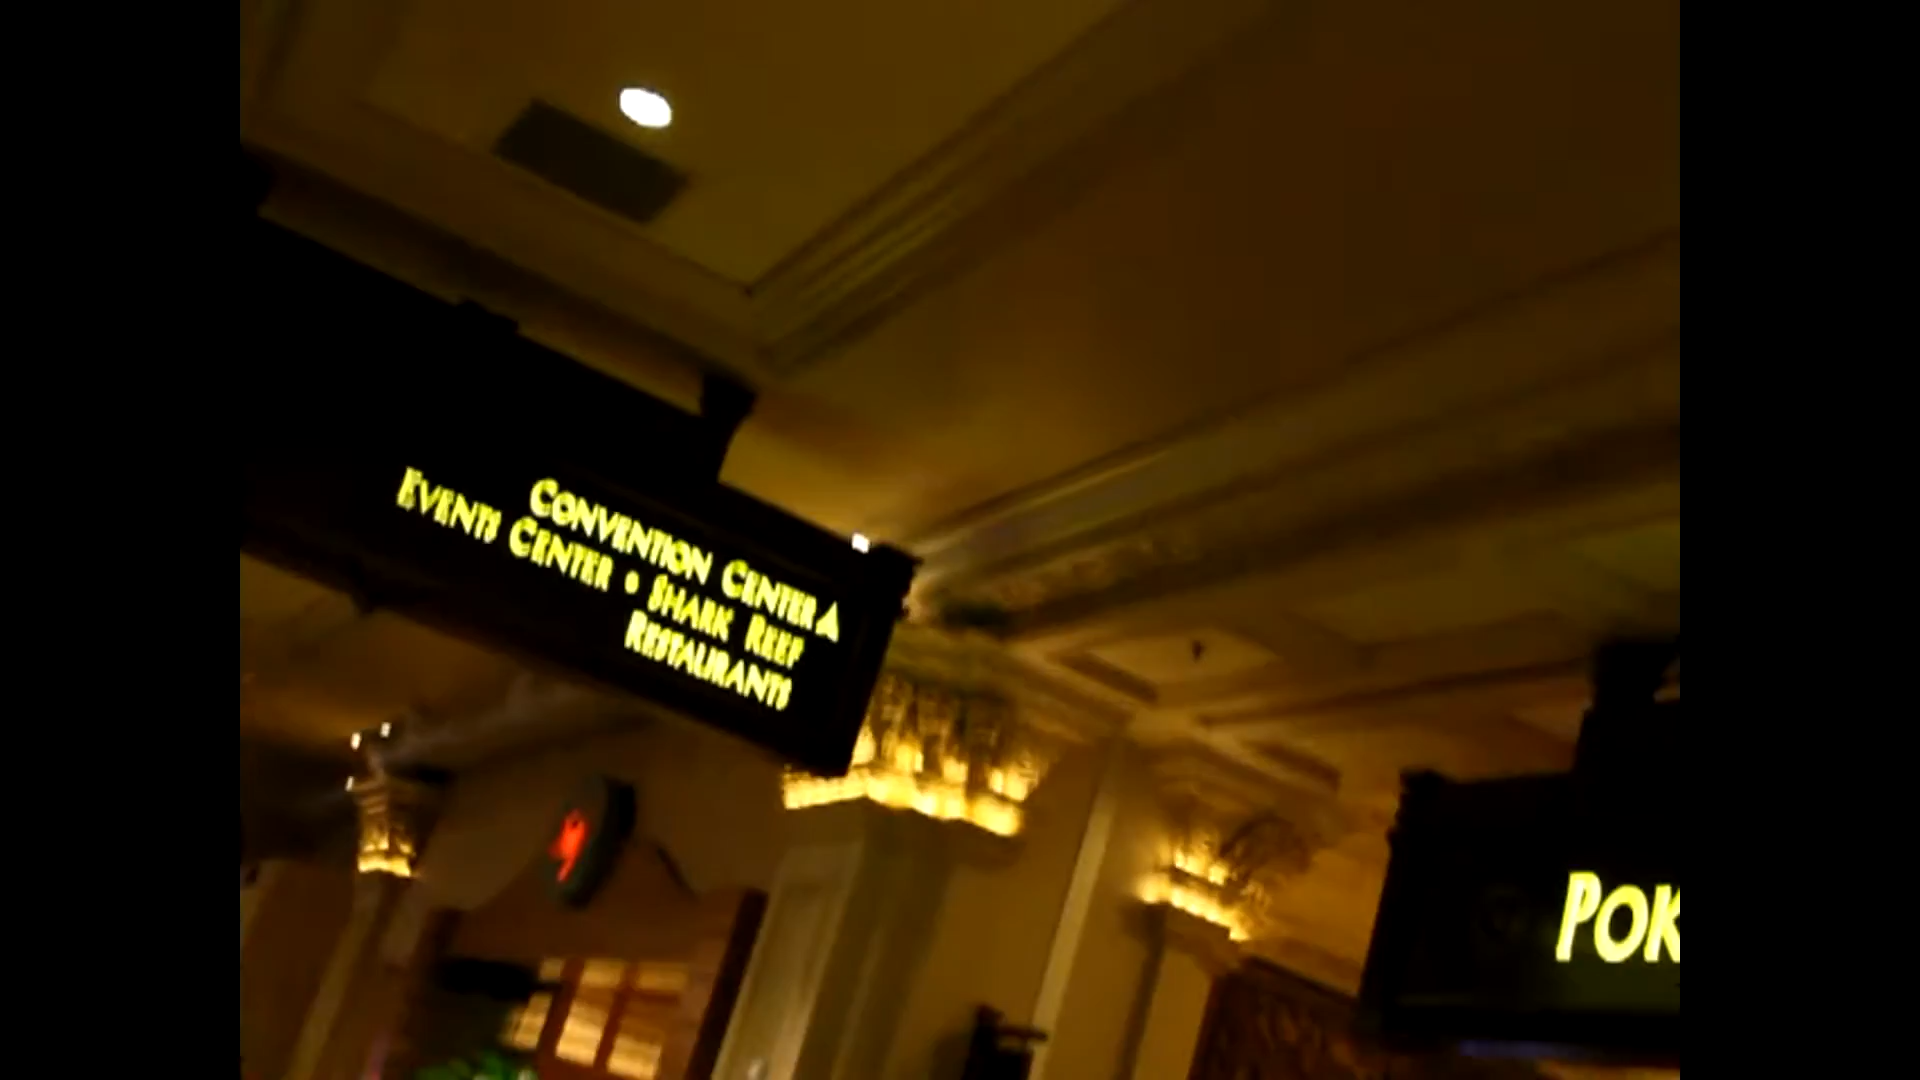 CONVENTION CENTER
EVENTS CENTER • SHARK REEF
RESTAURANTS
POK